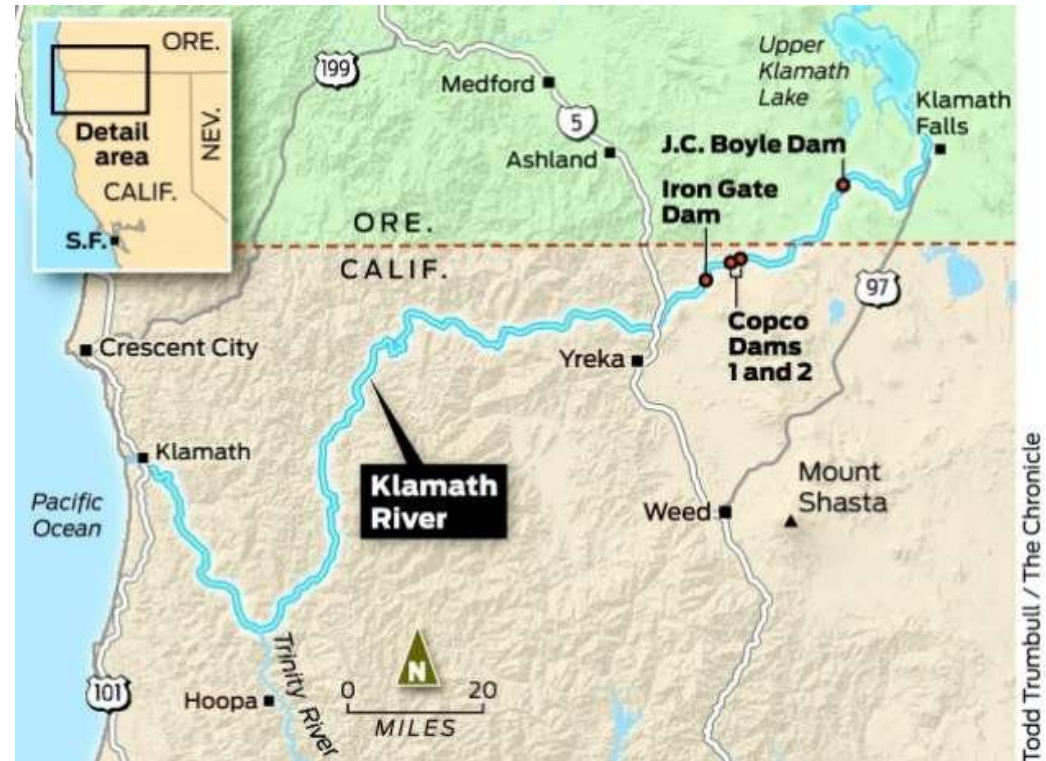 ORE.
Detail
area
NEV.
CALIF.
S.F.
199
Medford
5
Ashland
Upper
Klamath
Lake
Klamath
Falls
J.C. Boyle Dam
Iron Gate
Dam
ORE.
CALIF.
97
Copco
Dams
1 and 2
Crescent City
Yreka
Klamath
Klamath
River
Pacific
Ocean
Weed
Mount
Shasta
Trinity River
Hoopa
101
N
0 20
MILES
Todd Trumbull / The Chronicle